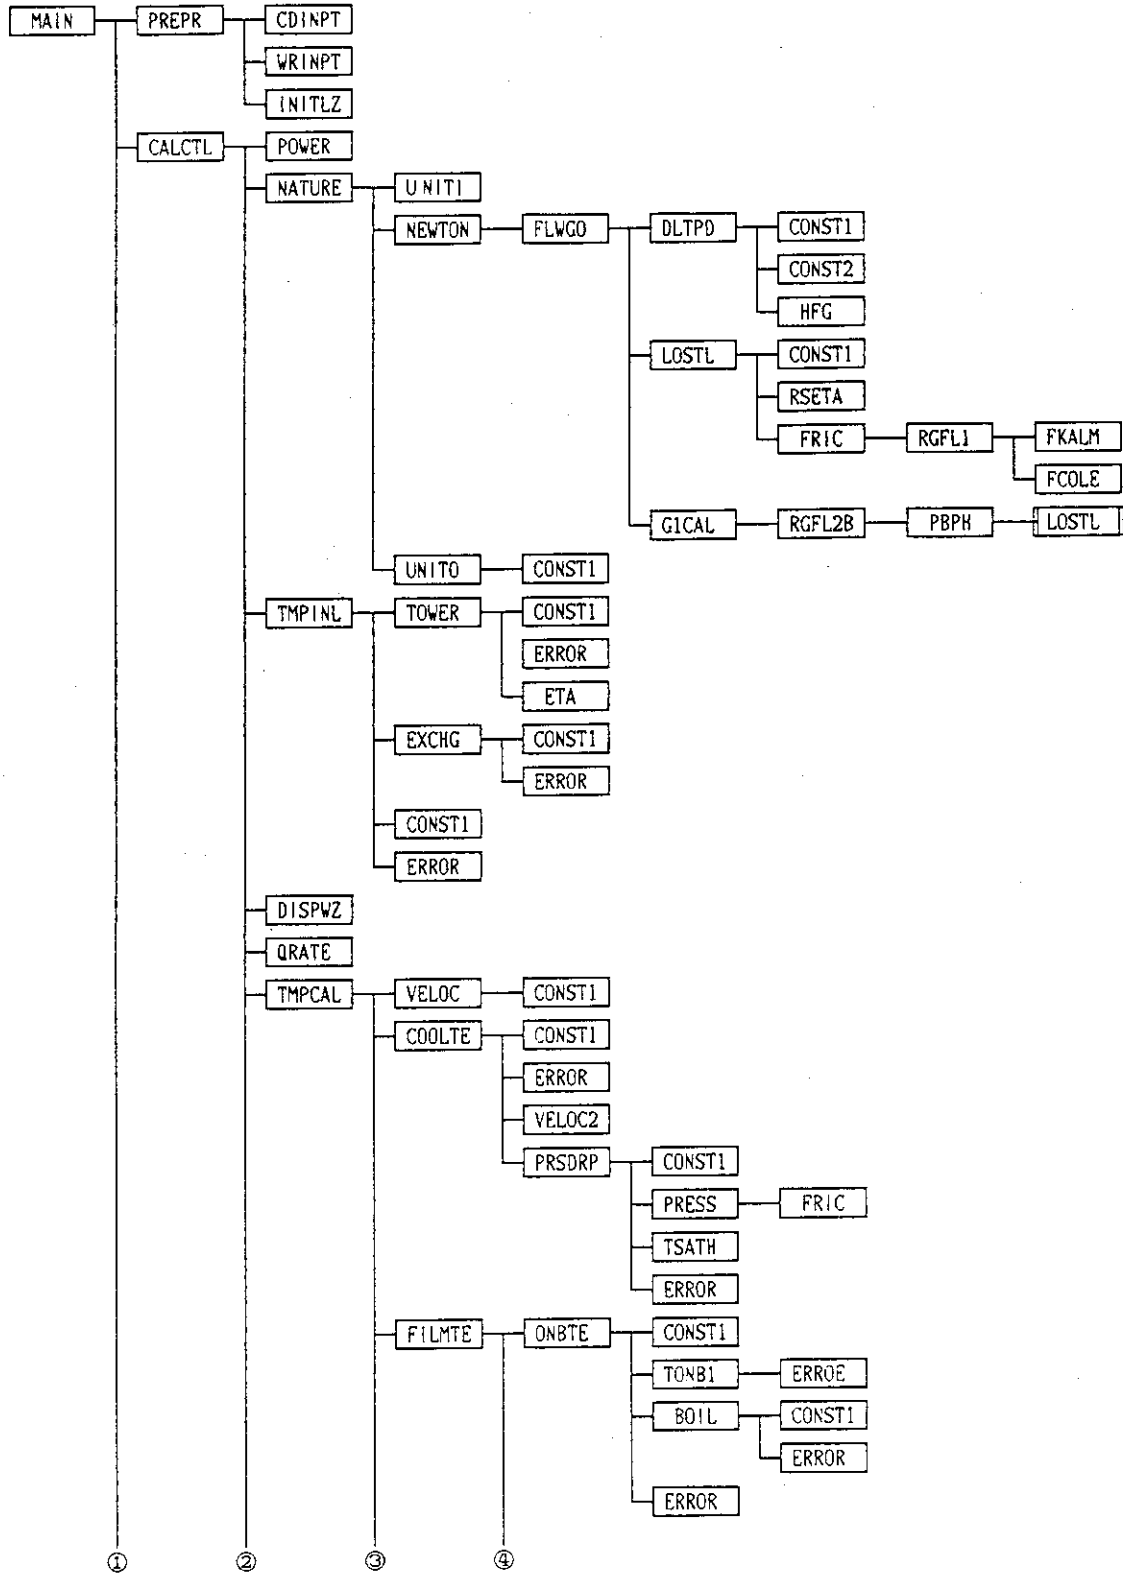 MAIN PREPR CDINPT
WRINPT
INITLZ
CALCTL POWER
NATURE UNIT1
NEWTON FLWGO DLTPD CONST1
CONST2
HFG
LOSTL CONST1
RSETA
FRIC RGFL1 FKALM
FCOLE
G1CAL RGFL2B PBPH LOSTL
UNITO CONST1
TMPINL TOWER CONST1
ERROR
ETA
EXCHG CONST1
ERROR
CONST1
ERROR
DISPWZ
QRATE
TMPCAL VELOC CONST1
COOLTE CONST1
ERROR
VELOC2
PRSDRP CONST1
PRESS FRIC
TSATH
ERROR
FILMTE ONBTE CONST1
TONB1 ERROE
BOIL CONST1
ERROR
ERROR
① ② ③ ④